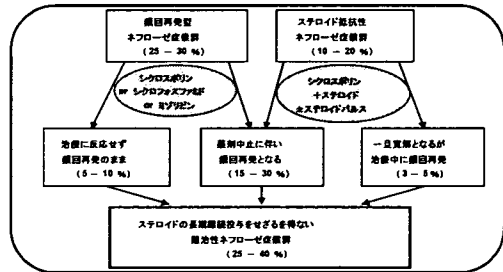 頻回再発型
ネフローゼ症候群
(25 － 30 %)
ステロイド抵抗性
ネフローゼ症候群
(10 － 20 %)
シクロスポリン
or シクロフォスファミド
or ミゾリビン
シクロスポリン
＋ステロイド
±ステロイドパルス
治療に反応せず
頻回再発のまま
(5 － 10 %)
薬剤中止に伴い
頻回再発となる
(15 － 30 %)
一旦寛解となるが
治療中に頻回再発
(3 － 5 %)
ステロイドの長期継続投与をせざるを得ない
難治性ネフローゼ症候群
(25 － 40 %)